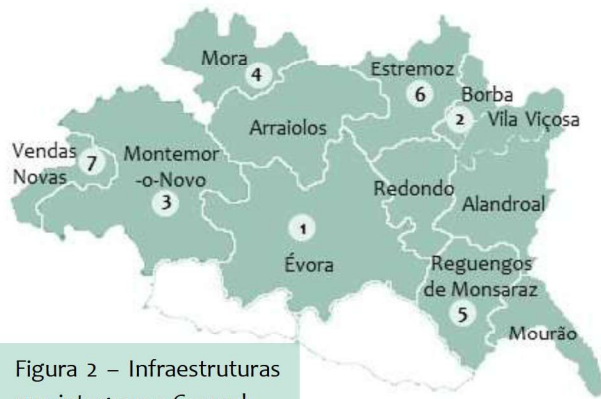 Mora
4
Estremoz
6
Borba
2
Vila Viçosa
Arraiolos
Vendas
Novas
7
Montemor
-o-Novo
3
Redondo
Alandroal
1
Évora
Reguengos
de Monsaraz
5
Mourão
Figura 2 – Infraestruturas